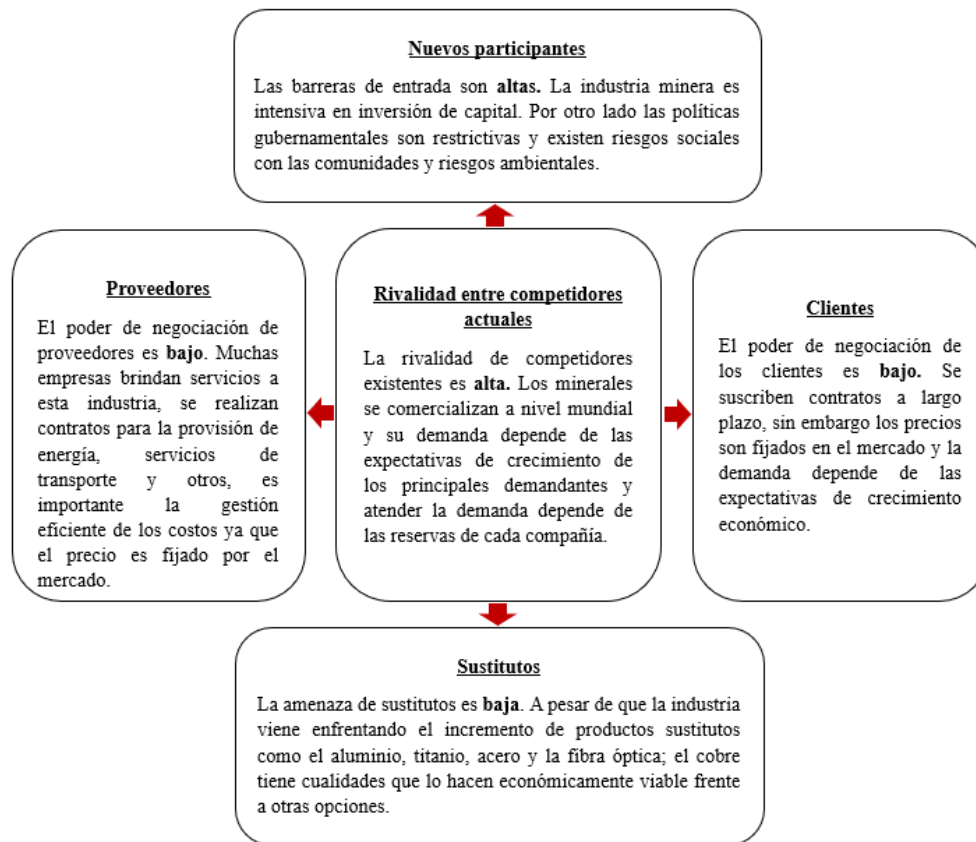 Nuevos participantes
Las barreras de entrada son altas. La industria minera es
intensiva en inversión de capital. Por otro lado las políticas
gubernamentales son restrictivas y existen riesgos sociales
con las comunidades y riesgos ambientales.
Proveedores
El poder de negociación de
proveedores es bajo. Muchas
empresas brindan servicios a
esta industria, se realizan
contratos para la provisión de
energía, servicios de
transporte y otros, es
importante la gestión
eficiente de los costos ya que
el precio es fijado por el
mercado.
Rivalidad entre competidores
actuales
La rivalidad de competidores
existentes es alta. Los minerales
se comercializan a nivel mundial
y su demanda depende de las
expectativas de crecimiento de
los principales demandantes y
atender la demanda depende de
las reservas de cada compañía.
Clientes
El poder de negociación de
los clientes es bajo. Se
suscriben contratos a largo
plazo, sin embargo los precios
son fijados en el mercado y la
demanda depende de las
expectativas de crecimiento
económico.
Sustitutos
La amenaza de sustitutos es baja. A pesar de que la industria
viene enfrentando el incremento de productos sustitutos
como el aluminio, titanio, acero y la fibra óptica; el cobre
tiene cualidades que lo hacen económicamente viable frente
a otras opciones.